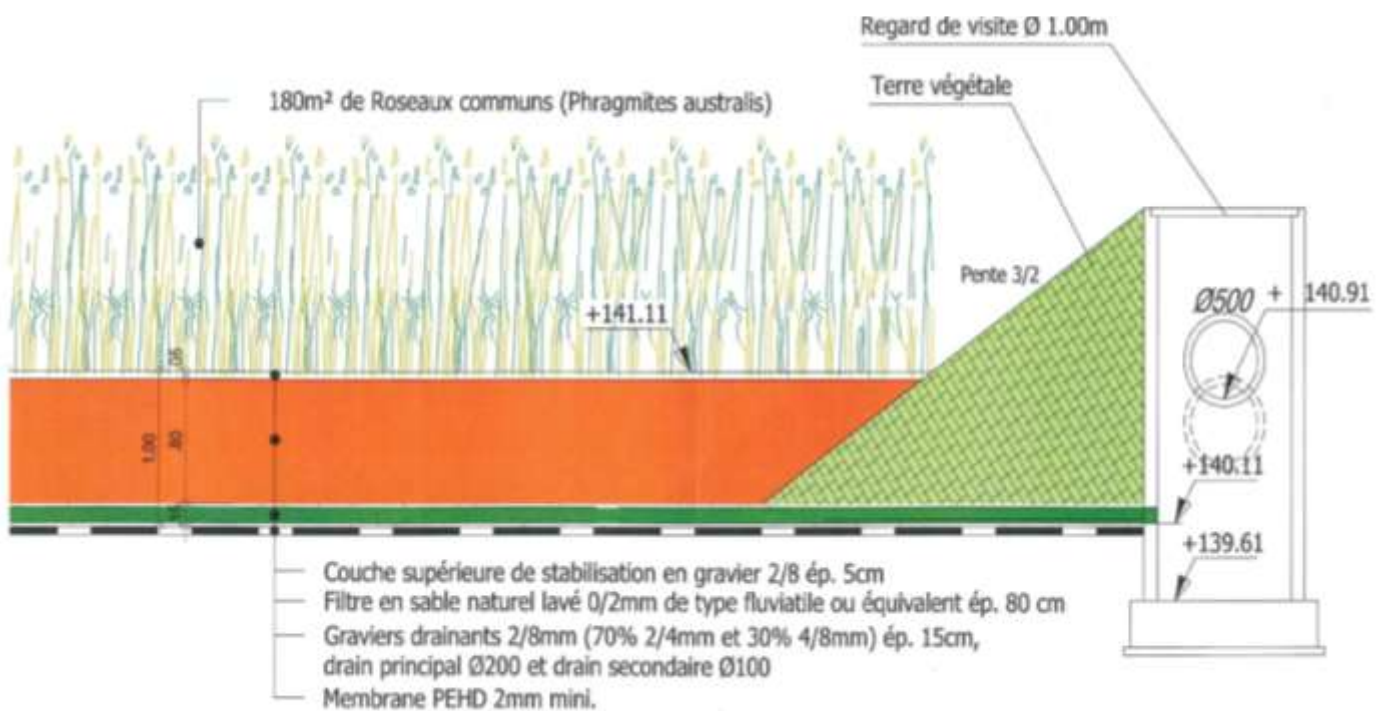 Regard de visite Ø 1.00m
Terre végétale
180m² de Roseaux communs (Phragmites australis)
Pente 3/2
+141.11
Ø500 + 140.91
.05
1.00
.80
+140.11
+139.61
Couche supérieure de stabilisation en gravier 2/8 ép. 5cm
Filtre en sable naturel lavé 0/2mm de type fluviatile ou équivalent ép. 80 cm
Graviers drainants 2/8mm (70% 2/4mm et 30% 4/8mm) ép. 15cm,
drain principal Ø200 et drain secondaire Ø100
Membrane PEHD 2mm mini.